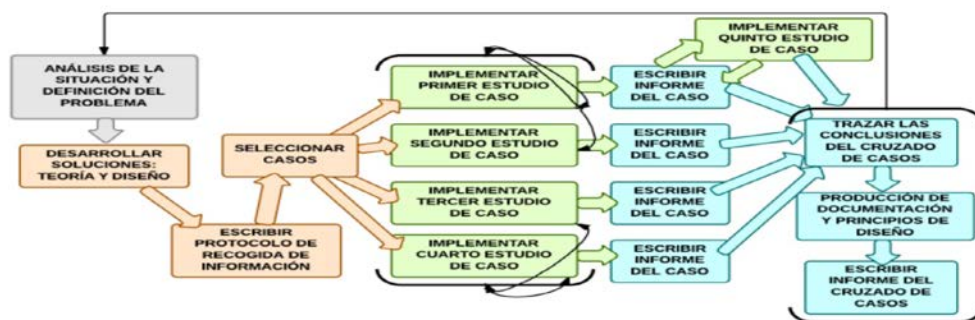 ANÁLISIS DE LA
SITUACIÓN Y
DEFINICIÓN DEL
PROBLEMA
DESARROLLAR
SOLUCIONES:
TEORÍA Y DISEÑO
ESCRIBIR
PROTOCOLO DE
RECOGIDA DE
INFORMACIÓN
SELECCIONAR
CASOS
IMPLEMENTAR
PRIMER ESTUDIO
DE CASO
IMPLEMENTAR
SEGUNDO ESTUDIO
DE CASO
IMPLEMENTAR
TERCER ESTUDIO
DE CASO
IMPLEMENTAR
CUARTO ESTUDIO
DE CASO
ESCRIBIR
INFORME
DEL CASO
ESCRIBIR
INFORME
DEL CASO
ESCRIBIR
INFORME
DEL CASO
ESCRIBIR
INFORME
DEL CASO
IMPLEMENTAR
QUINTO ESTUDIO
DE CASO
TRAZAR LAS
CONCLUSIONES
DEL CRUZADO DE
CASOS
PRODUCCIÓN DE
DOCUMENTACIÓN
Y PRINCIPIOS DE
DISEÑO
ESCRIBIR
INFORME DEL
CRUZADO DE
CASOS